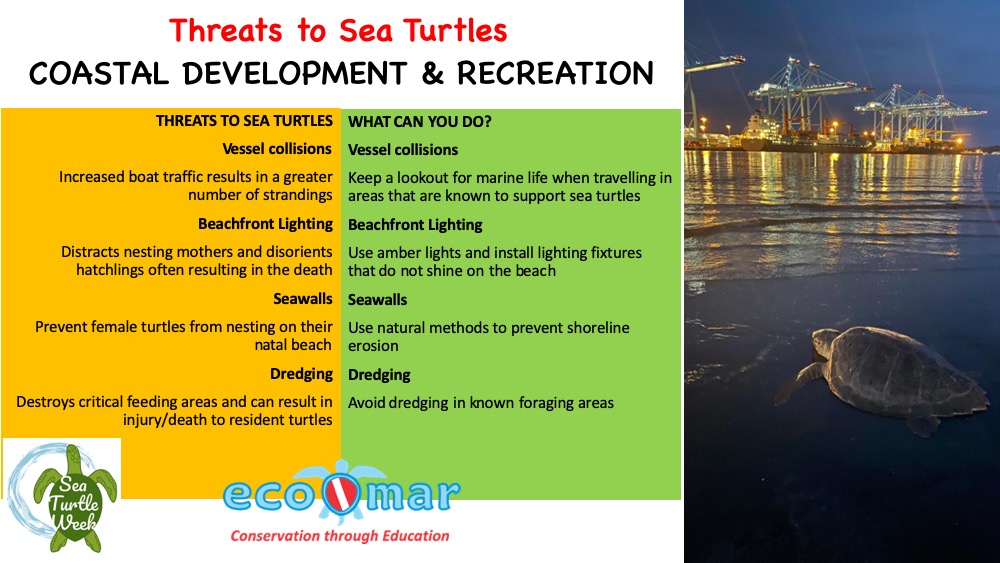 Threats to Sea Turtles
COASTAL DEVELOPMENT & RECREATION
THREATS TO SEA TURTLES
Vessel collisions
Increased boat traffic results in a greater
number of strandings
Beachfront Lighting
Distracts nesting mothers and disorients
hatchlings often resulting in the death
Seawalls
Prevent female turtles from nesting on their
natal beach
Dredging
Destroys critical feeding areas and can result in
injury/death to resident turtles
WHAT CAN YOU DO?
Vessel collisions
Keep a lookout for marine life when travelling in
areas that are known to support sea turtles
Beachfront Lighting
Use amber lights and install lighting fixtures
that do not shine on the beach
Seawalls
Use natural methods to prevent shoreline
erosion
Dredging
Avoid dredging in known foraging areas
Sea
Turtle
Week
eco mar
Conservation through Education